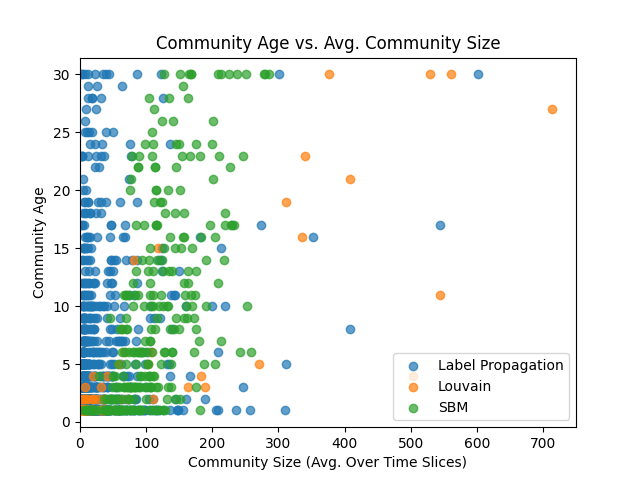 Community Age vs. Avg. Community Size
30
25
20
15
10
5
0
Community Age
0 100 200 300 400 500 600 700
Community Size (Avg. Over Time Slices)
Label Propagation
Louvain
SBM